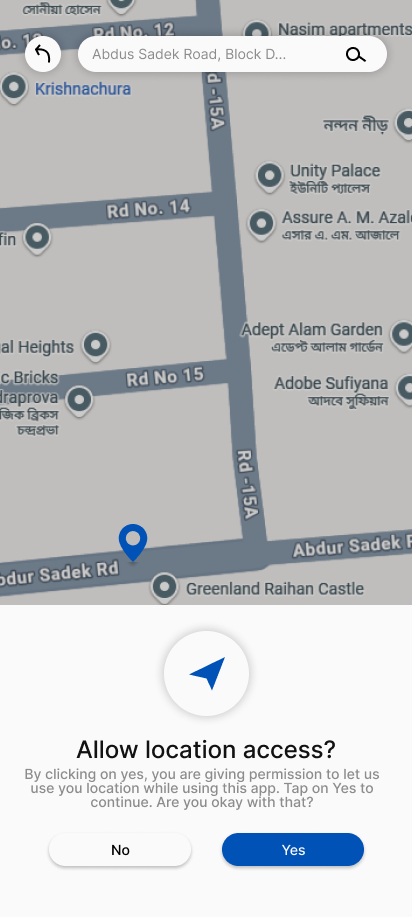 সোনীয়া হোসেন
Rd No. 12
Nasim apartments
Abdus Sadek Road, Block D...
Krishnachura
Rd -15A
নন্দন নীড়
Unity Palace
ইউনিটি প্যালেস
Rd No. 14
Assure A. M. Azale
এসার এ. এম. আজালে
fin
Adept Alam Garden
এডেপ্ট আলাম গার্ডেন
al Heights
Rd No 15
c Bricks
draprova
জিক ব্রিকস
চন্দ্রপ্রভা
Adobe Sufiyana
আদবে সুফিয়ান
Rd -15A
Abdur Sadek R
bdur Sadek Rd
Greenland Raihan Castle
Allow location access?
By clicking on yes, you are giving permission to let us
use you location while using this app. Tap on Yes to
continue. Are you okay with that?
No
Yes